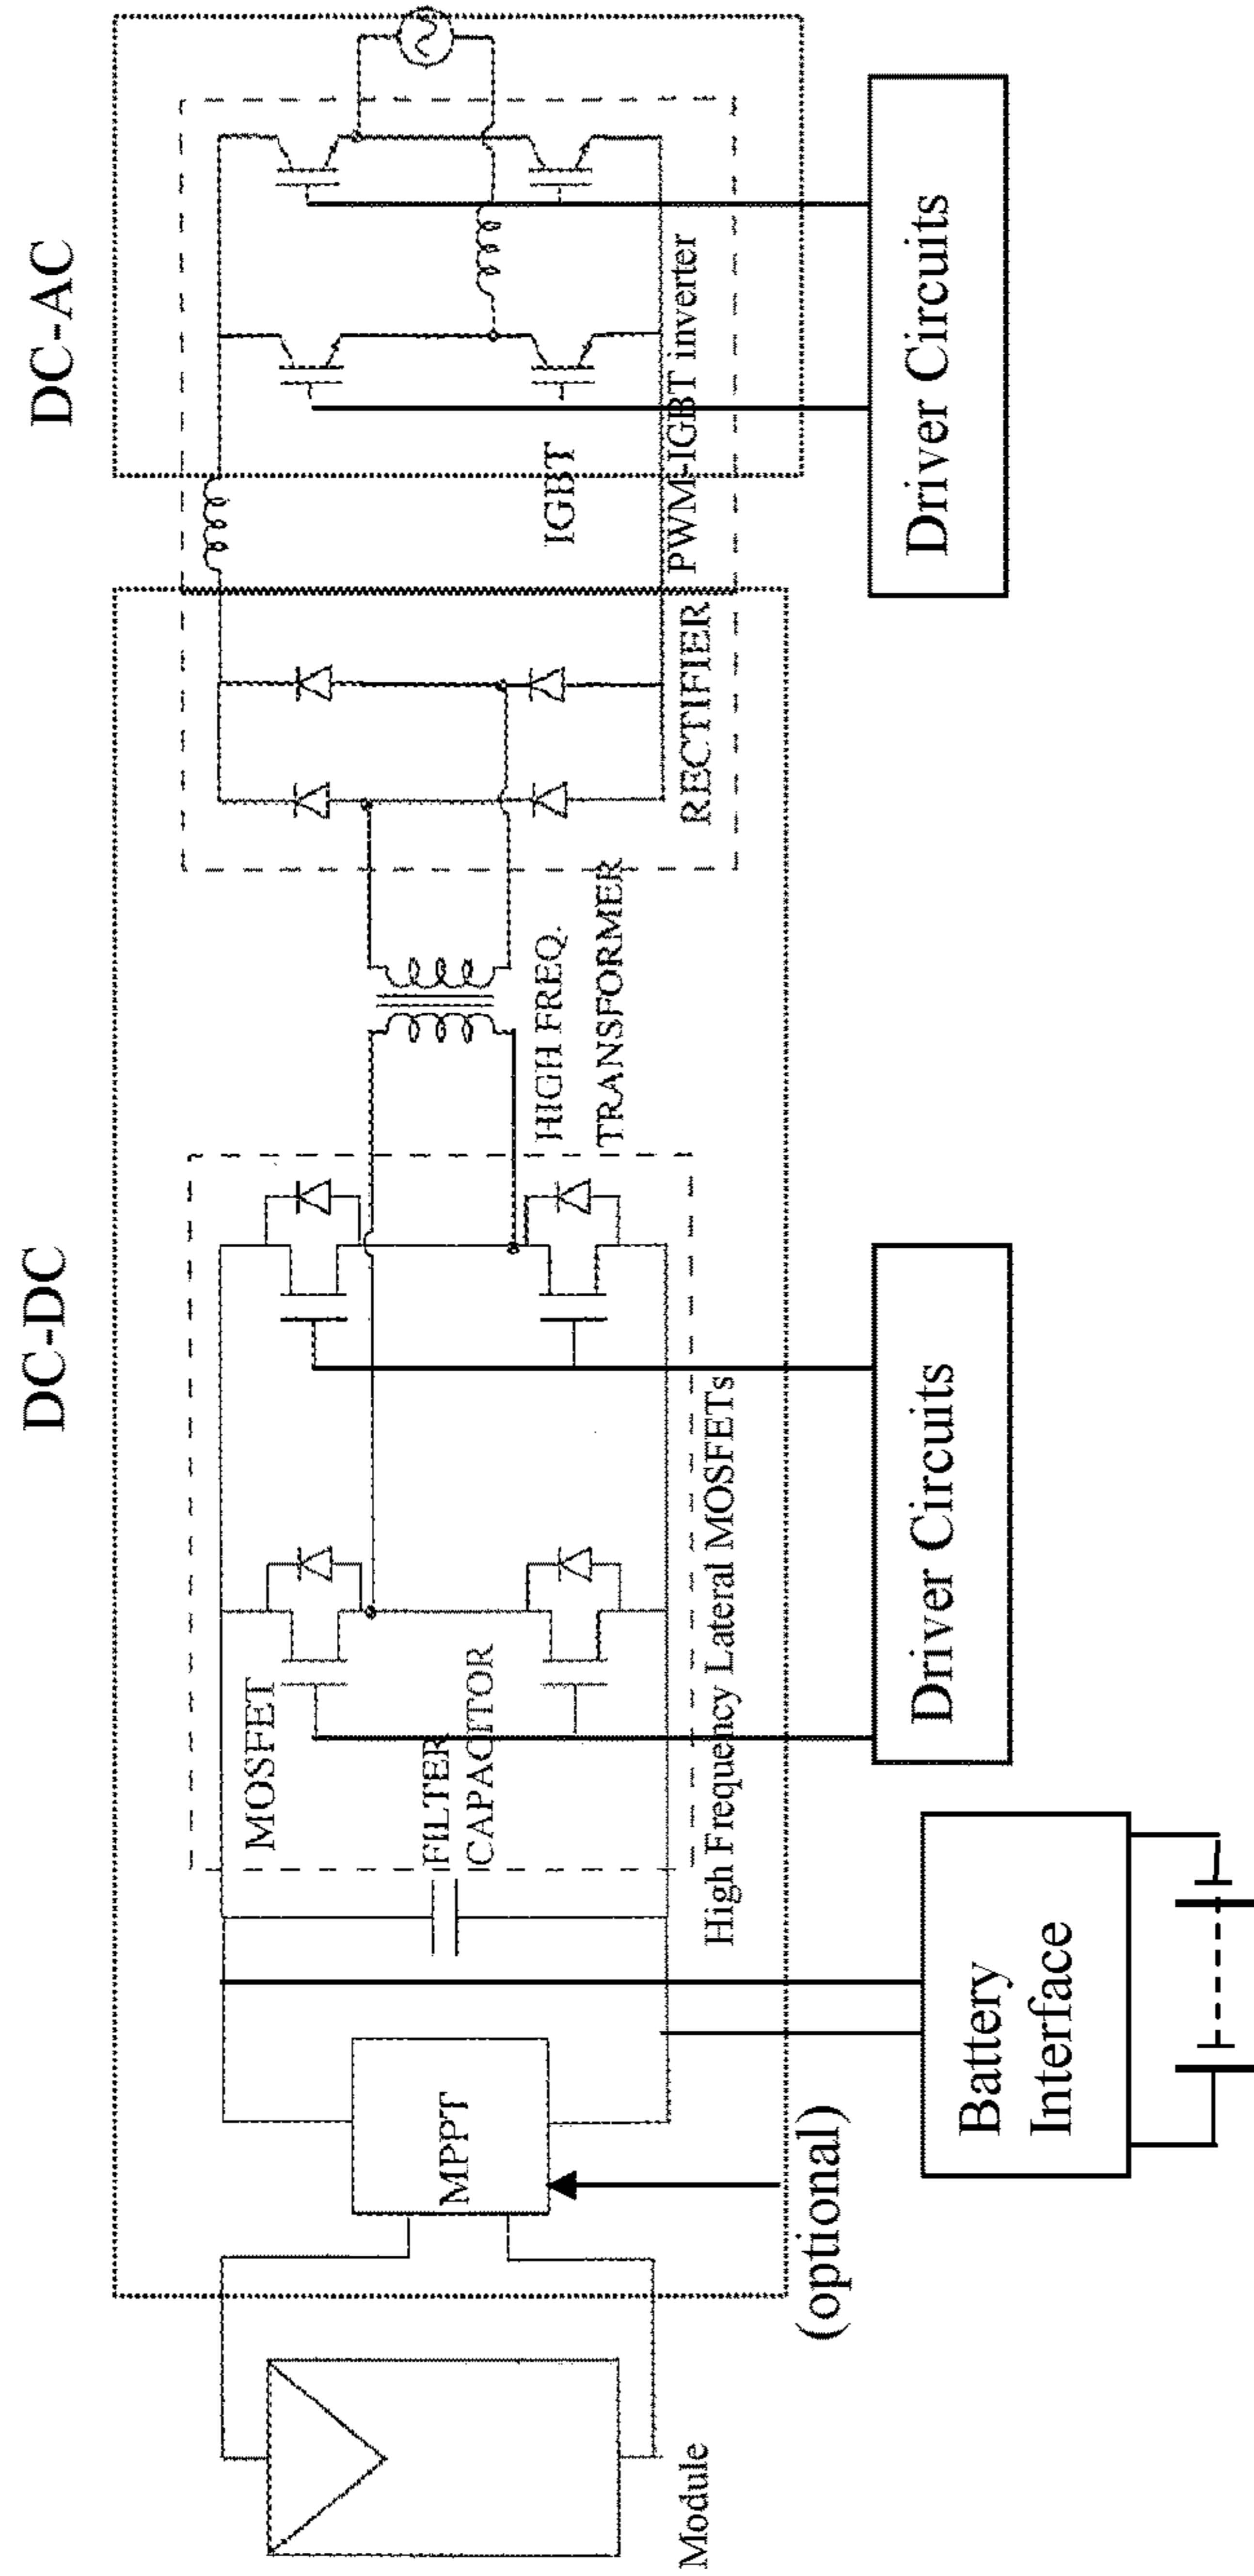 DC-DC
DC-AC
MOSFET
FILTER
CAPACITOR
HIGH FREQ.
TRANSFORMER
IGBT
MPPT
RECTIFIER
PWM-IGBT inverter
Module
High Frequency Lateral MOSFETs
(optional)
Battery
Interface
Driver Circuits
Driver Circuits